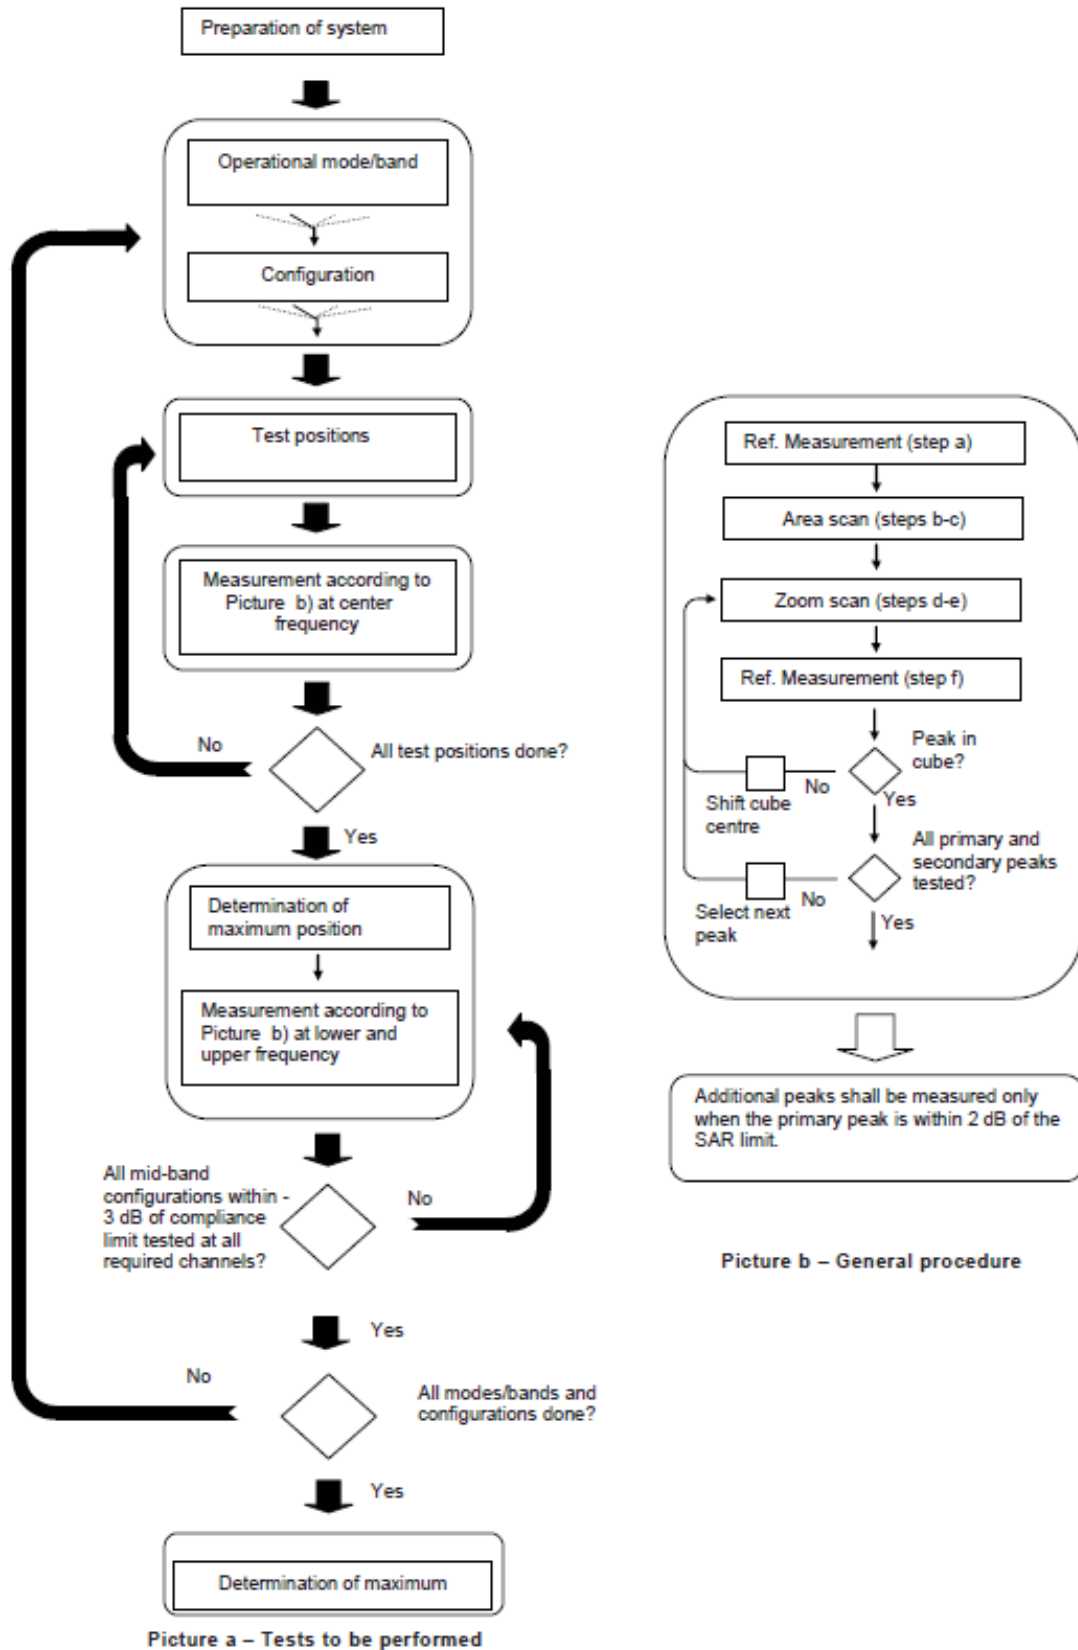 Preparation of system
Operational mode/band
Configuration
Test positions
Measurement according to
Picture b) at center
frequency
No
All test positions done?
Yes
Determination of
maximum position
Measurement according to
Picture b) at lower and
upper frequency
All mid-band
configurations within -
3 dB of compliance
limit tested at all
required channels?
No
Yes
No
All modes/bands and
configurations done?
Yes
Determination of maximum
Picture a – Tests to be performed
Ref. Measurement (step a)
Area scan (steps b-c)
Zoom scan (steps d-e)
Ref. Measurement (step f)
Peak in
cube?
No
Yes
Shift cube
centre
All primary and
secondary peaks
tested?
No
Select next
peak
Yes
Additional peaks shall be measured only
when the primary peak is within 2 dB of the
SAR limit.
Picture b – General procedure